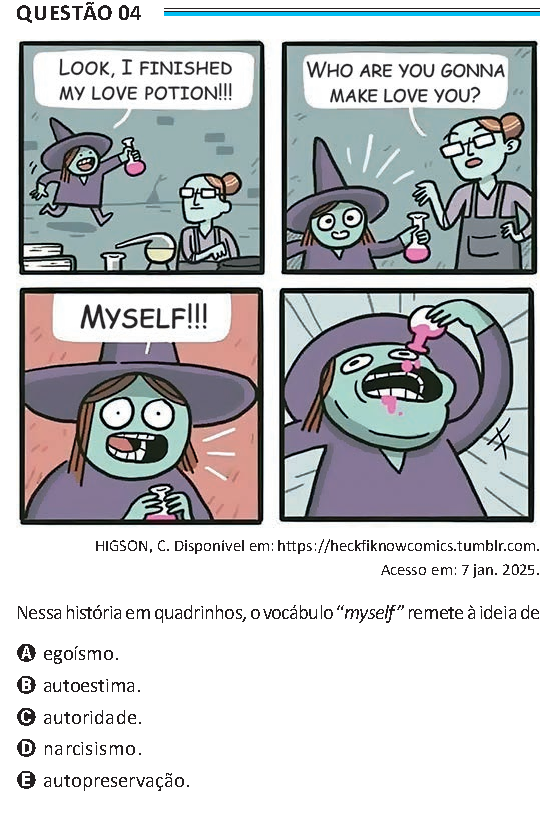 QUESTÃO 04
LOOK, I FINISHED
MY LOVE POTION!!!
WHO ARE YOU GONNA
MAKE LOVE YOU?
MYSELF!!!
HIGSON, C. Disponível em: https://heckfiknowcomics.tumblr.com.
Acesso em: 7 jan. 2025.
Nessa história em quadrinhos, o vocábulo “myself” remete à ideia de
A egoísmo.
B autoestima.
C autoridade.
D narcisismo.
E autopreservação.